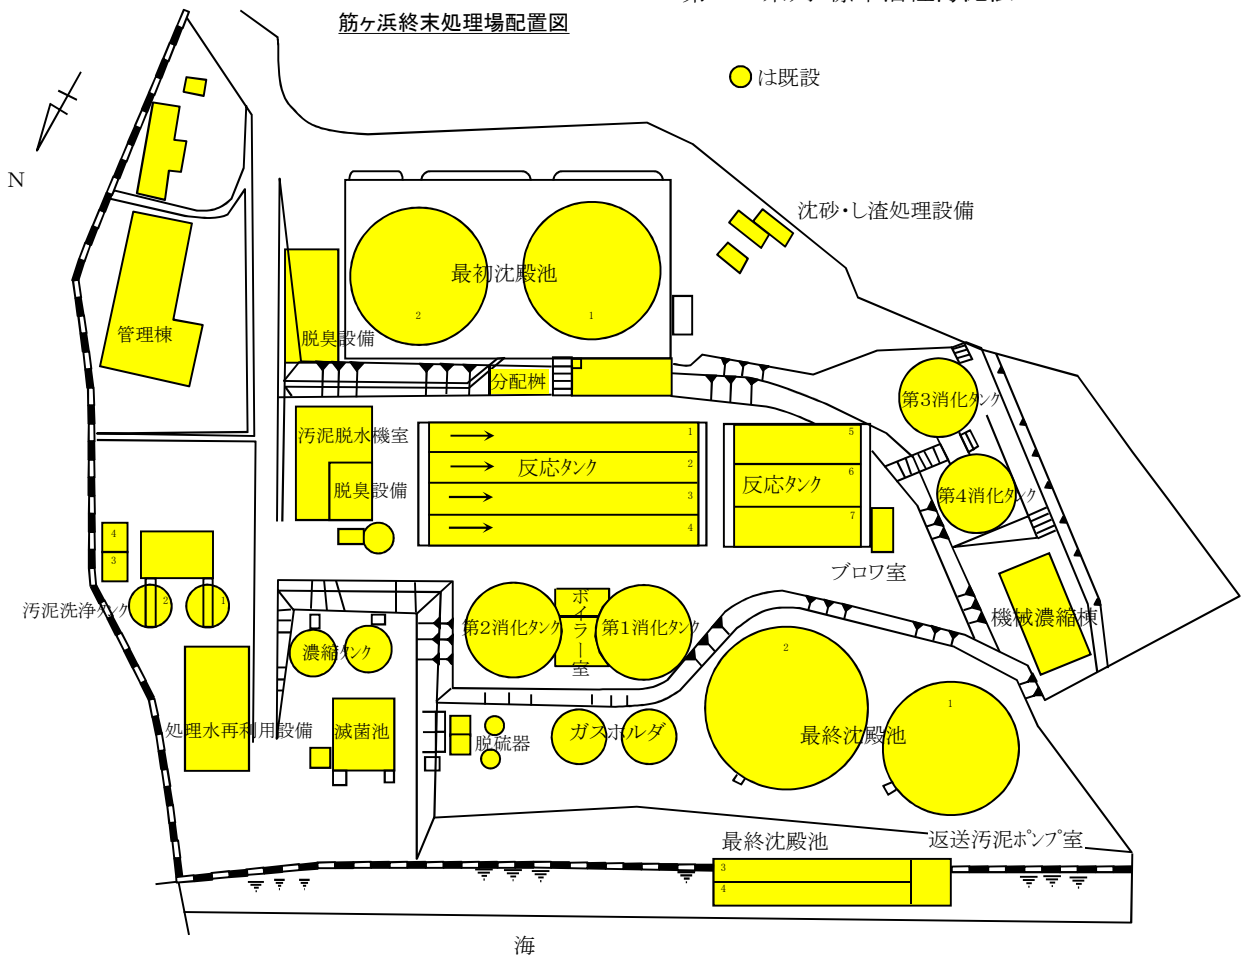 筋ヶ浜終末処理場配置図
は既設
N
沈砂・し渣処理設備
最初沈殿池
2
1
管理棟
脱臭設備
分配桝
第3消化タンク
汚泥脱水機室
1
2
3
4
反応タンク
5
6
7
反応タンク
脱臭設備
第4消化タンク
4
3
ブロワ室
汚泥洗浄タンク
2
1
ボイラー室
第2消化タンク
第1消化タンク
機械濃縮棟
濃縮タンク
2
1
処理水再利用設備
滅菌池
脱硫器
ガスホルダ
最終沈殿池
最終沈殿池
返送汚泥ポンプ室
3
4
海